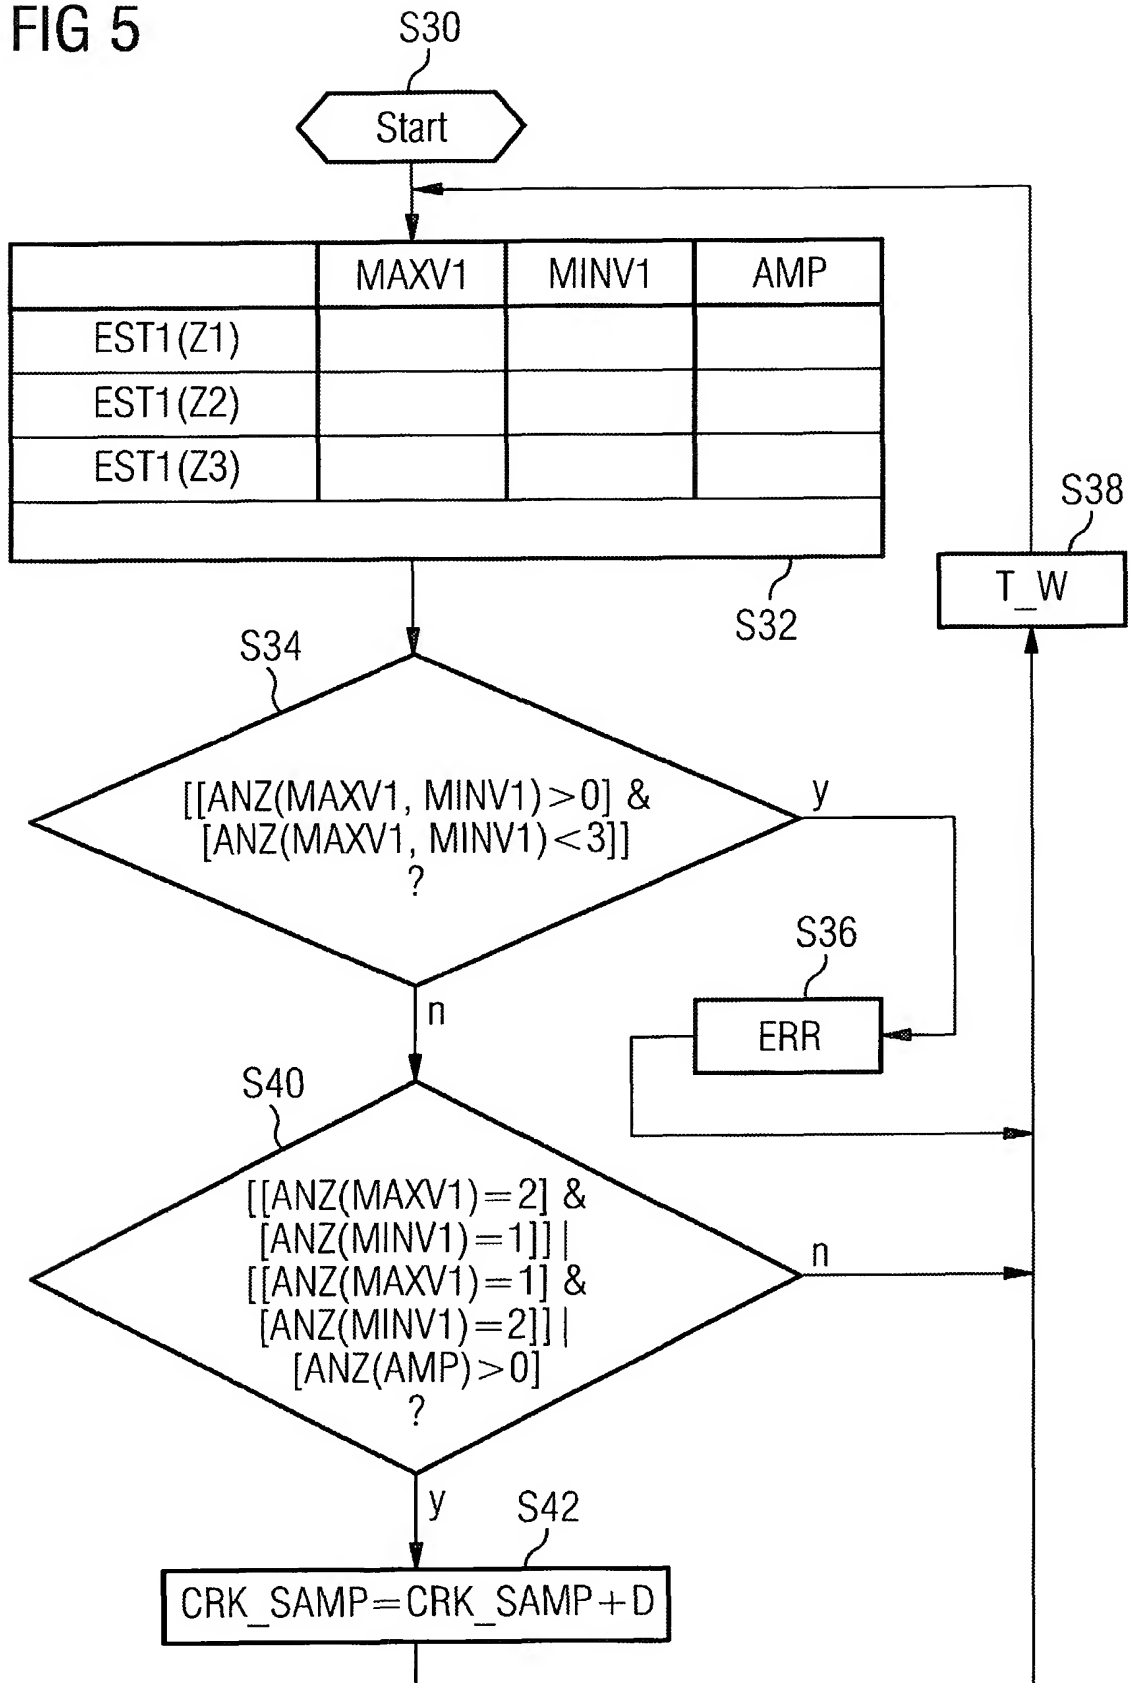 FIG 5
S30
Start
MAXV1 MINV1 AMP
EST1(Z1)
EST1(Z2)
EST1(Z3)
S38
T_W
S32
S34
[[ANZ(MAXV1, MINV1)>0] &
[ANZ(MAXV1, MINV1)<3]]
?
y
S36
ERR
n
S40
[[ANZ(MAXV1)=2] &
[ANZ(MINV1)=1]] |
[[ANZ(MAXV1)=1] &
[ANZ(MINV1)=2]] |
[ANZ(AMP)>0]
?
n
y
S42
CRK_SAMP=CRK_SAMP+D